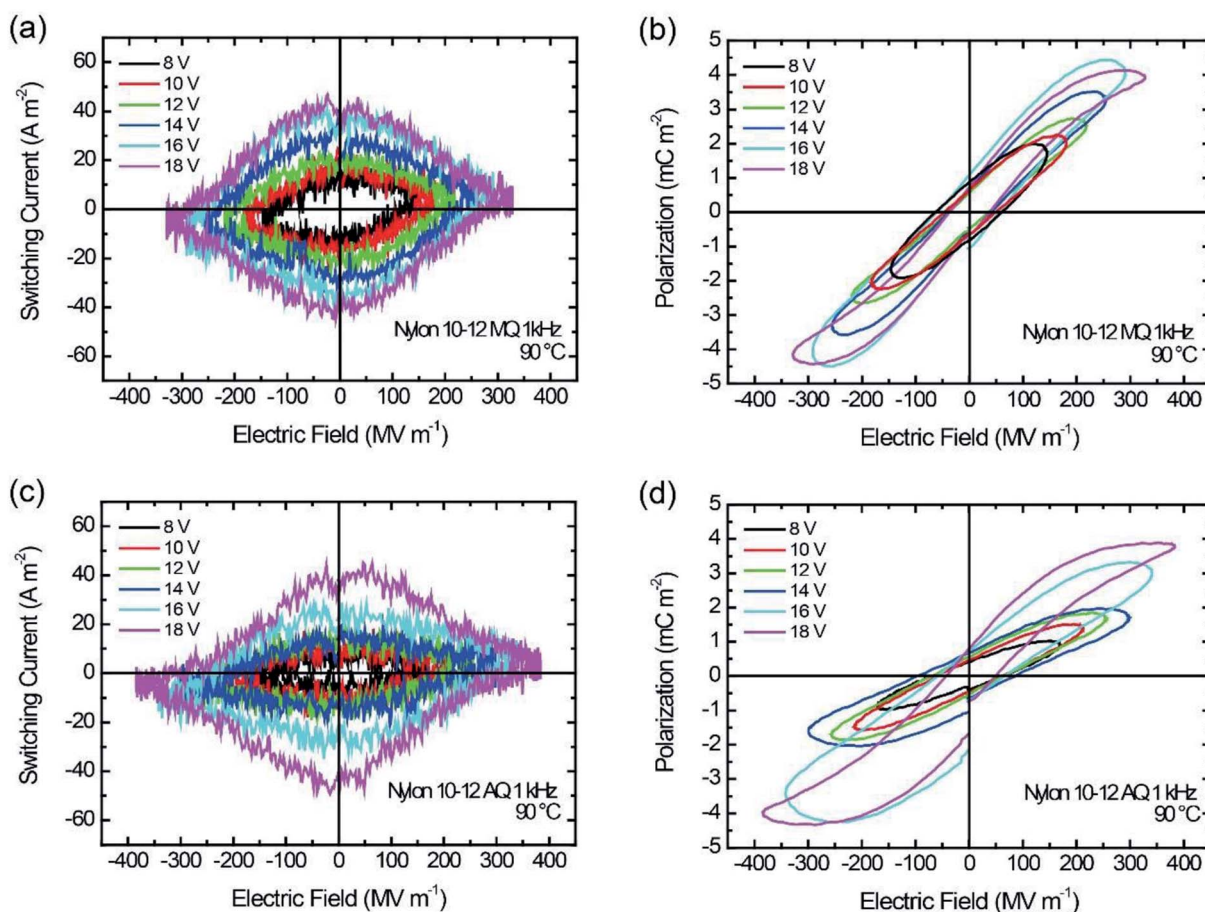 (a)
60
40
20
0
-20
-40
-60
Switching Current (A m⁻²)
8 V
10 V
12 V
14 V
16 V
18 V
Nylon 10-12 MQ 1kHz
90 °C
-400 -300 -200 -100 0 100 200 300 400
Electric Field (MV m⁻¹)
(b)
5
4
3
2
1
0
-1
-2
-3
-4
-5
Polarization (mC m⁻²)
8 V
10 V
12 V
14 V
16 V
18 V
Nylon 10-12 MQ 1kHz
90 °C
-400 -300 -200 -100 0 100 200 300 400
Electric Field (MV m⁻¹)
(c)
60
40
20
0
-20
-40
-60
Switching Current (A m⁻²)
8 V
10 V
12 V
14 V
16 V
18 V
Nylon 10-12 AQ 1 kHz
90 °C
-400 -300 -200 -100 0 100 200 300 400
Electric Field (MV m⁻¹)
(d)
5
4
3
2
1
0
-1
-2
-3
-4
-5
Polarization (mC m⁻²)
8 V
10 V
12 V
14 V
16 V
18 V
Nylon 10-12 AQ 1 kHz
90 °C
-400 -300 -200 -100 0 100 200 300 400
Electric Field (MV m⁻¹)